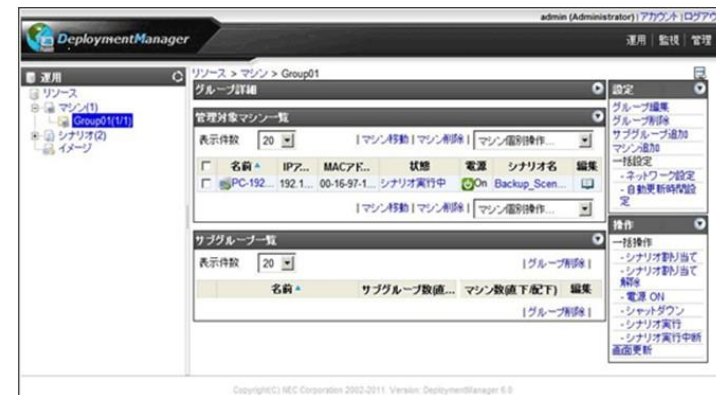 admin (Administrator) | アカウント | ログアウ
DeploymentManager
運用 | 監視 | 管理
運用
リソース
マシン(1)
Group01(1/1)
シナリオ(2)
イメージ
リソース > マシン > Group01
グループ詳細
管理対象マシン一覧
表示件数 20 | マシン移動 | マシン削除 | マシン個別操作...
名前 IPア... MACアド... 状態 電源 シナリオ名 編集
PC-192... 192.1... 00-16-97-1... シナリオ実行中 On Backup_Scen...
| マシン移動 | マシン削除 | マシン個別操作...
サブグループ一覧
表示件数 20 | グループ削除 |
名前 サブグループ数(直... マシン数(直下/配下) 編集
| グループ削除 |
設定
グループ編集
グループ削除
サブグループ追加
マシン追加
一括設定
- ネットワーク設定
- 自動更新時間設
定
操作
一括操作
- シナリオ割り当て
- シナリオ割り当て
解除
- 電源 ON
- シャットダウン
- シナリオ実行
- シナリオ実行中断
画面更新
Copyright(C) NEC Corporation 2002-2011. Version: DeploymentManager 6.0